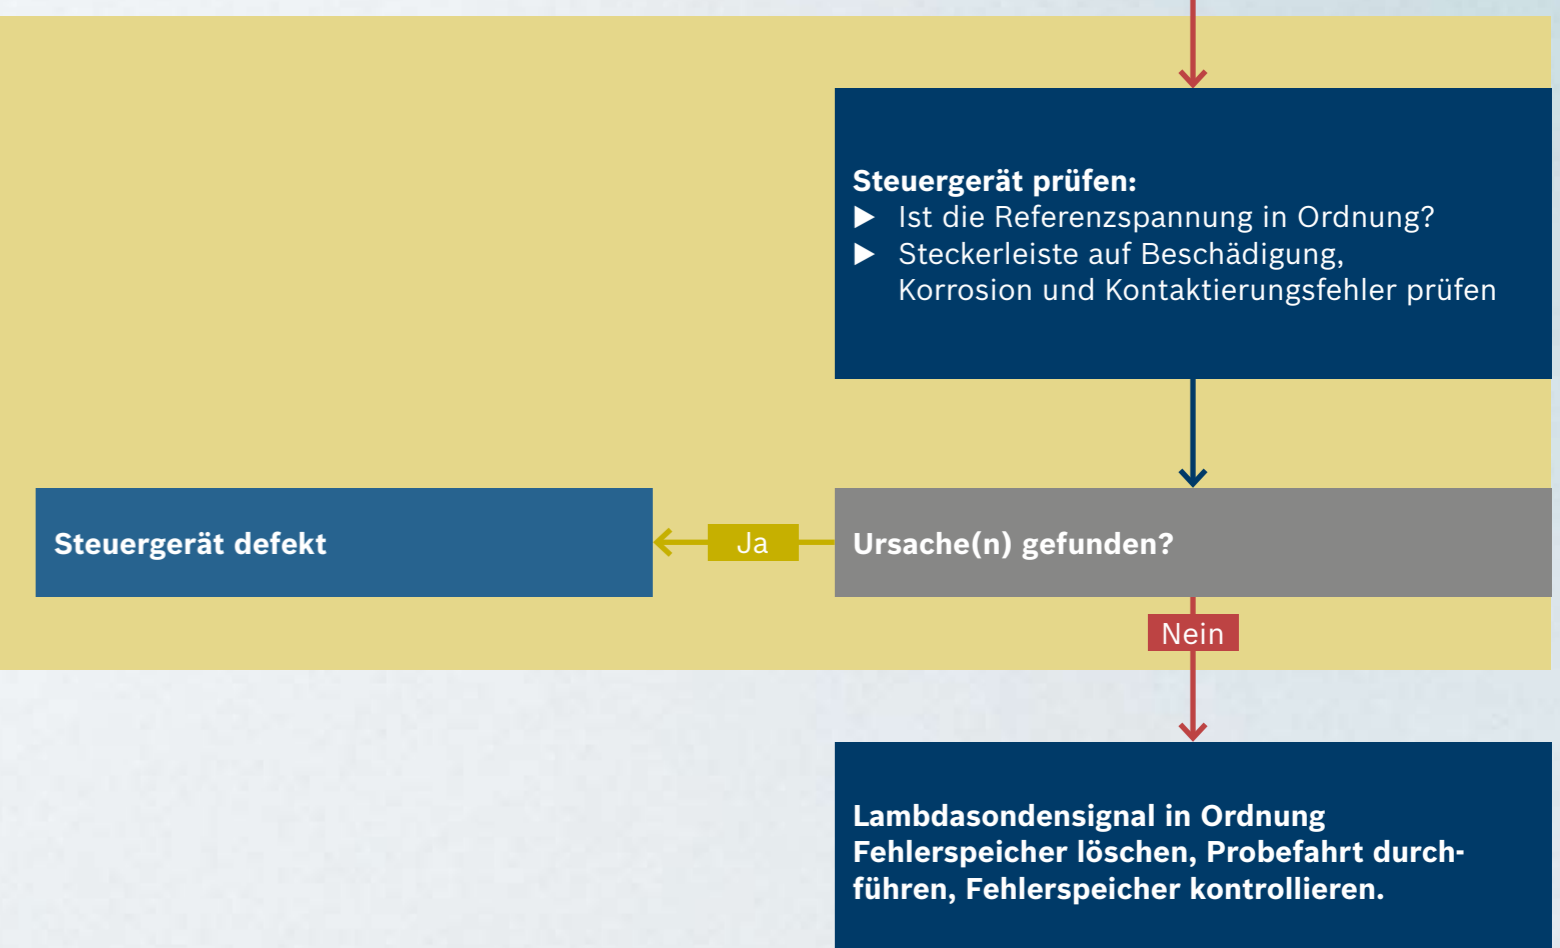 Steuergerät prüfen:
▶ Ist die Referenzspannung in Ordnung?
▶ Steckerleiste auf Beschädigung,
Korrosion und Kontaktierungsfehler prüfen
Steuergerät defekt
Ja
Ursache(n) gefunden?
Nein
Lambdasondensignal in Ordnung
Fehlerspeicher löschen, Probefahrt durch-
führen, Fehlerspeicher kontrollieren.